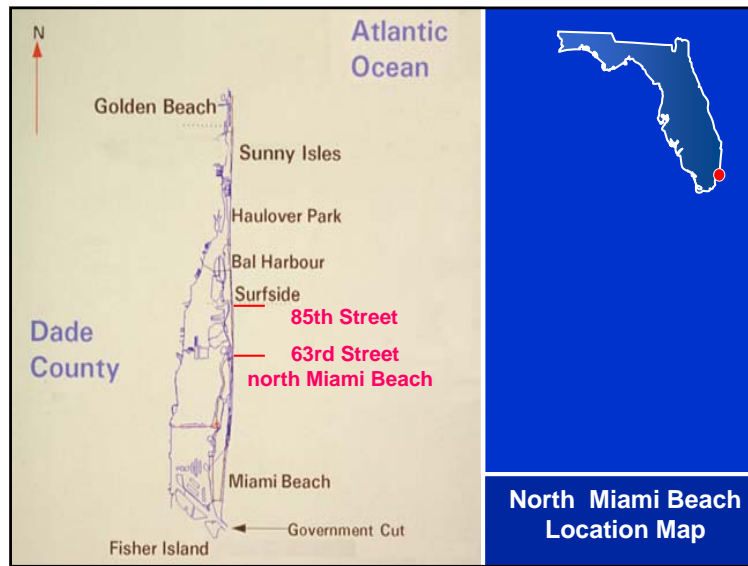 N
Atlantic
Ocean
Golden Beach
Sunny Isles
Haulover Park
Bal Harbour
Surfside
85th Street
Dade
County
63rd Street
north Miami Beach
Miami Beach
Government Cut
Fisher Island
North Miami Beach
Location Map